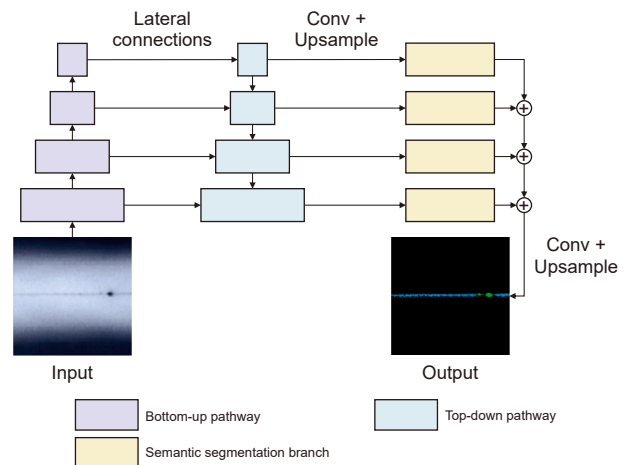 Lateral
connections
Conv +
Upsample
Conv +
Upsample
Input
Output
Bottom-up pathway
Top-down pathway
Semantic segmentation branch